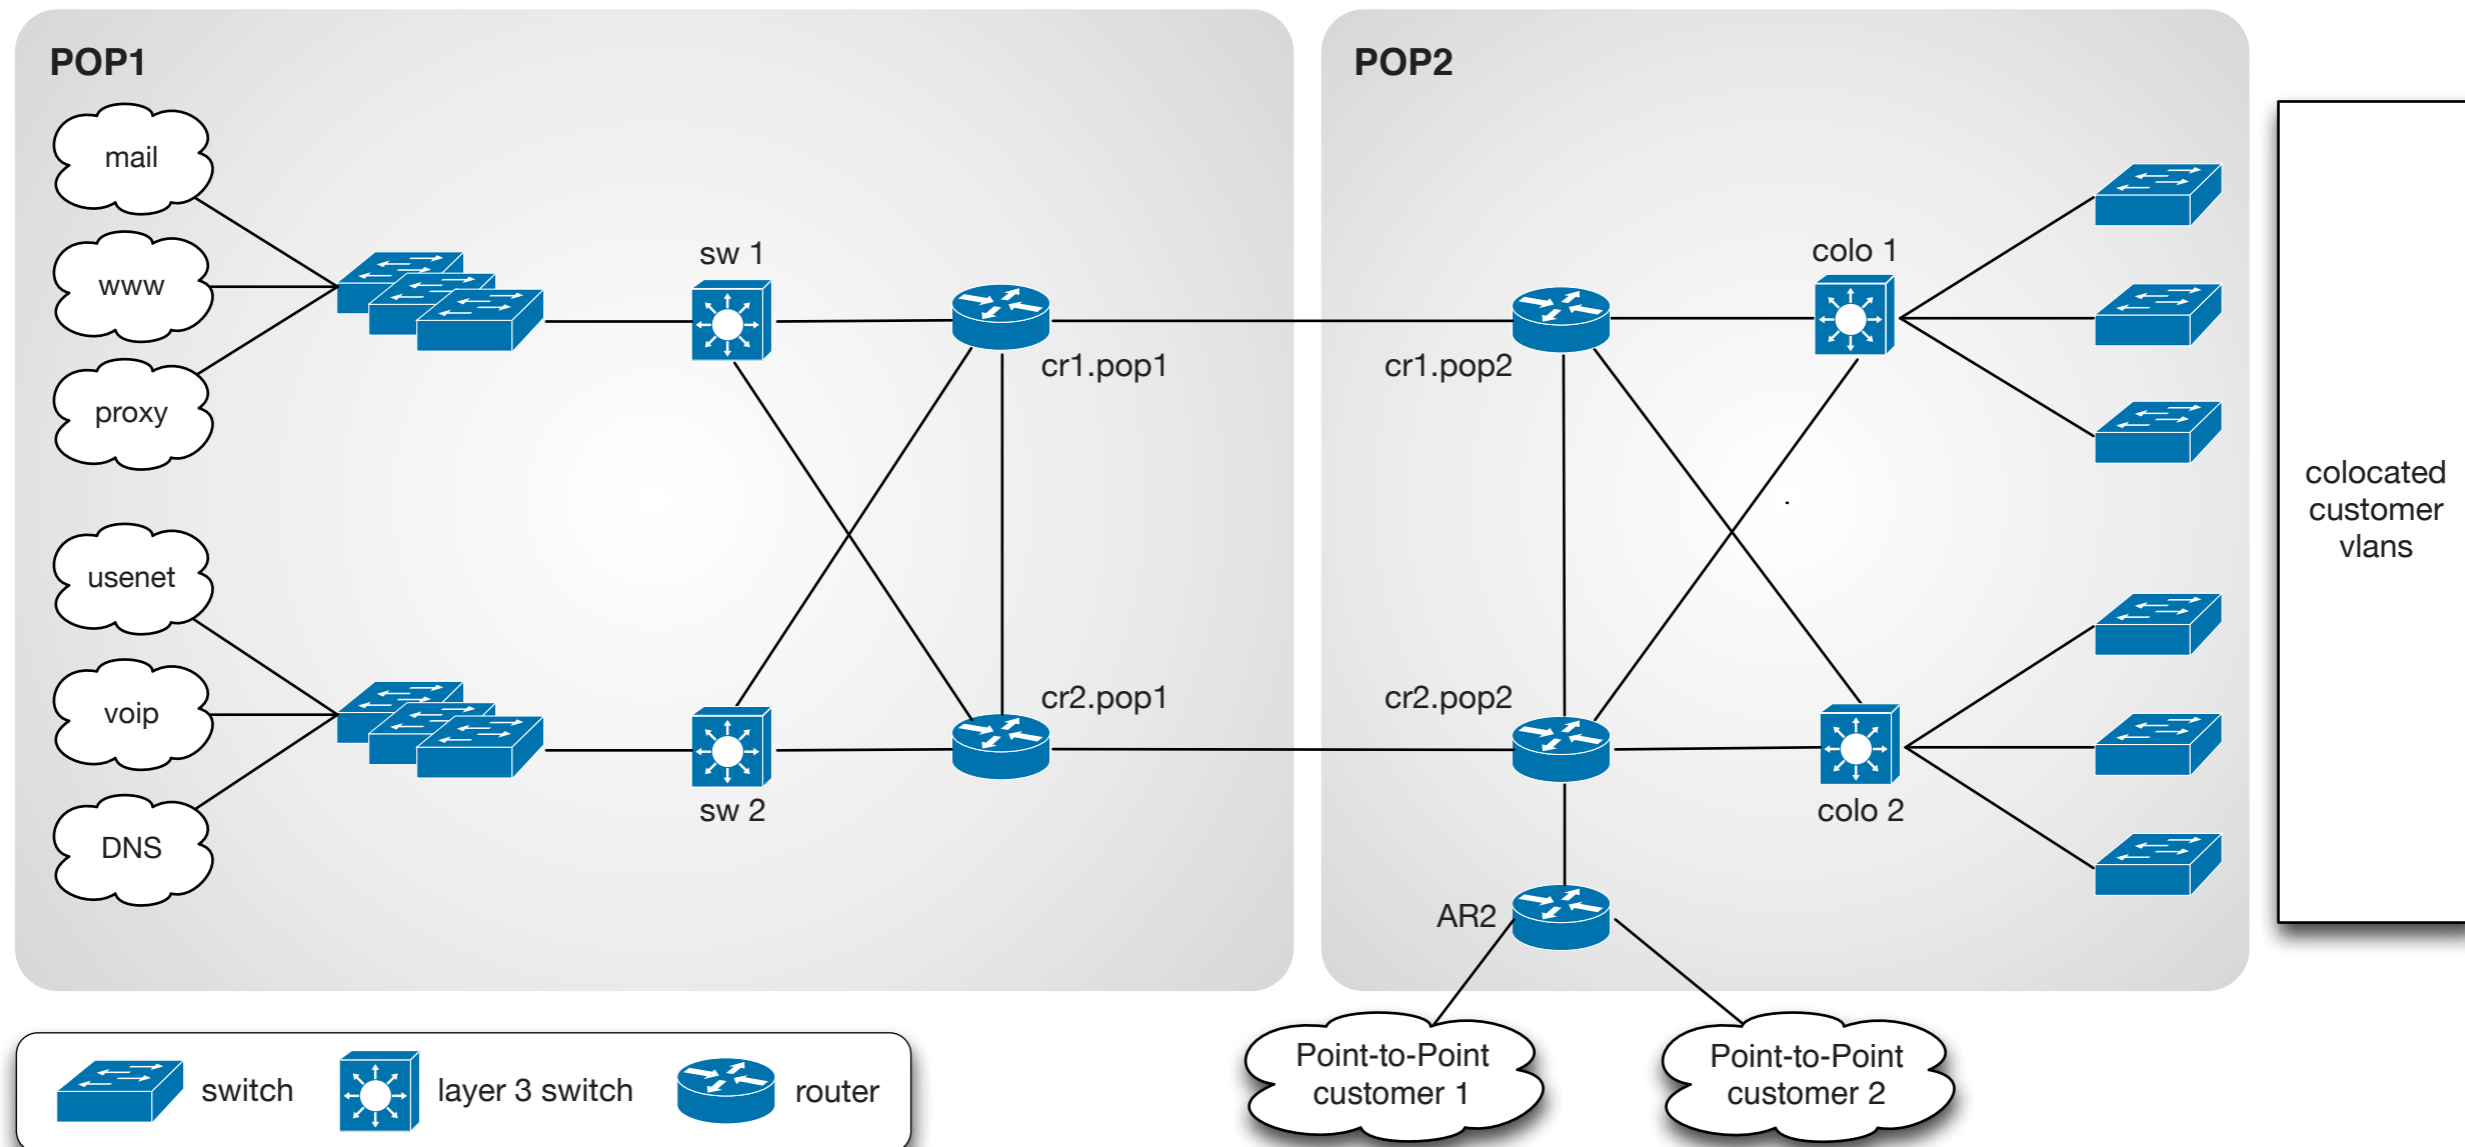 POP1
POP2
mail
www
proxy
usenet
voip
DNS
sw 1
sw 2
cr1.pop1
cr2.pop1
cr1.pop2
cr2.pop2
colo 1
colo 2
AR2
colocated
customer
vlans
Point-to-Point
customer 1
Point-to-Point
customer 2
switch
layer 3 switch
router